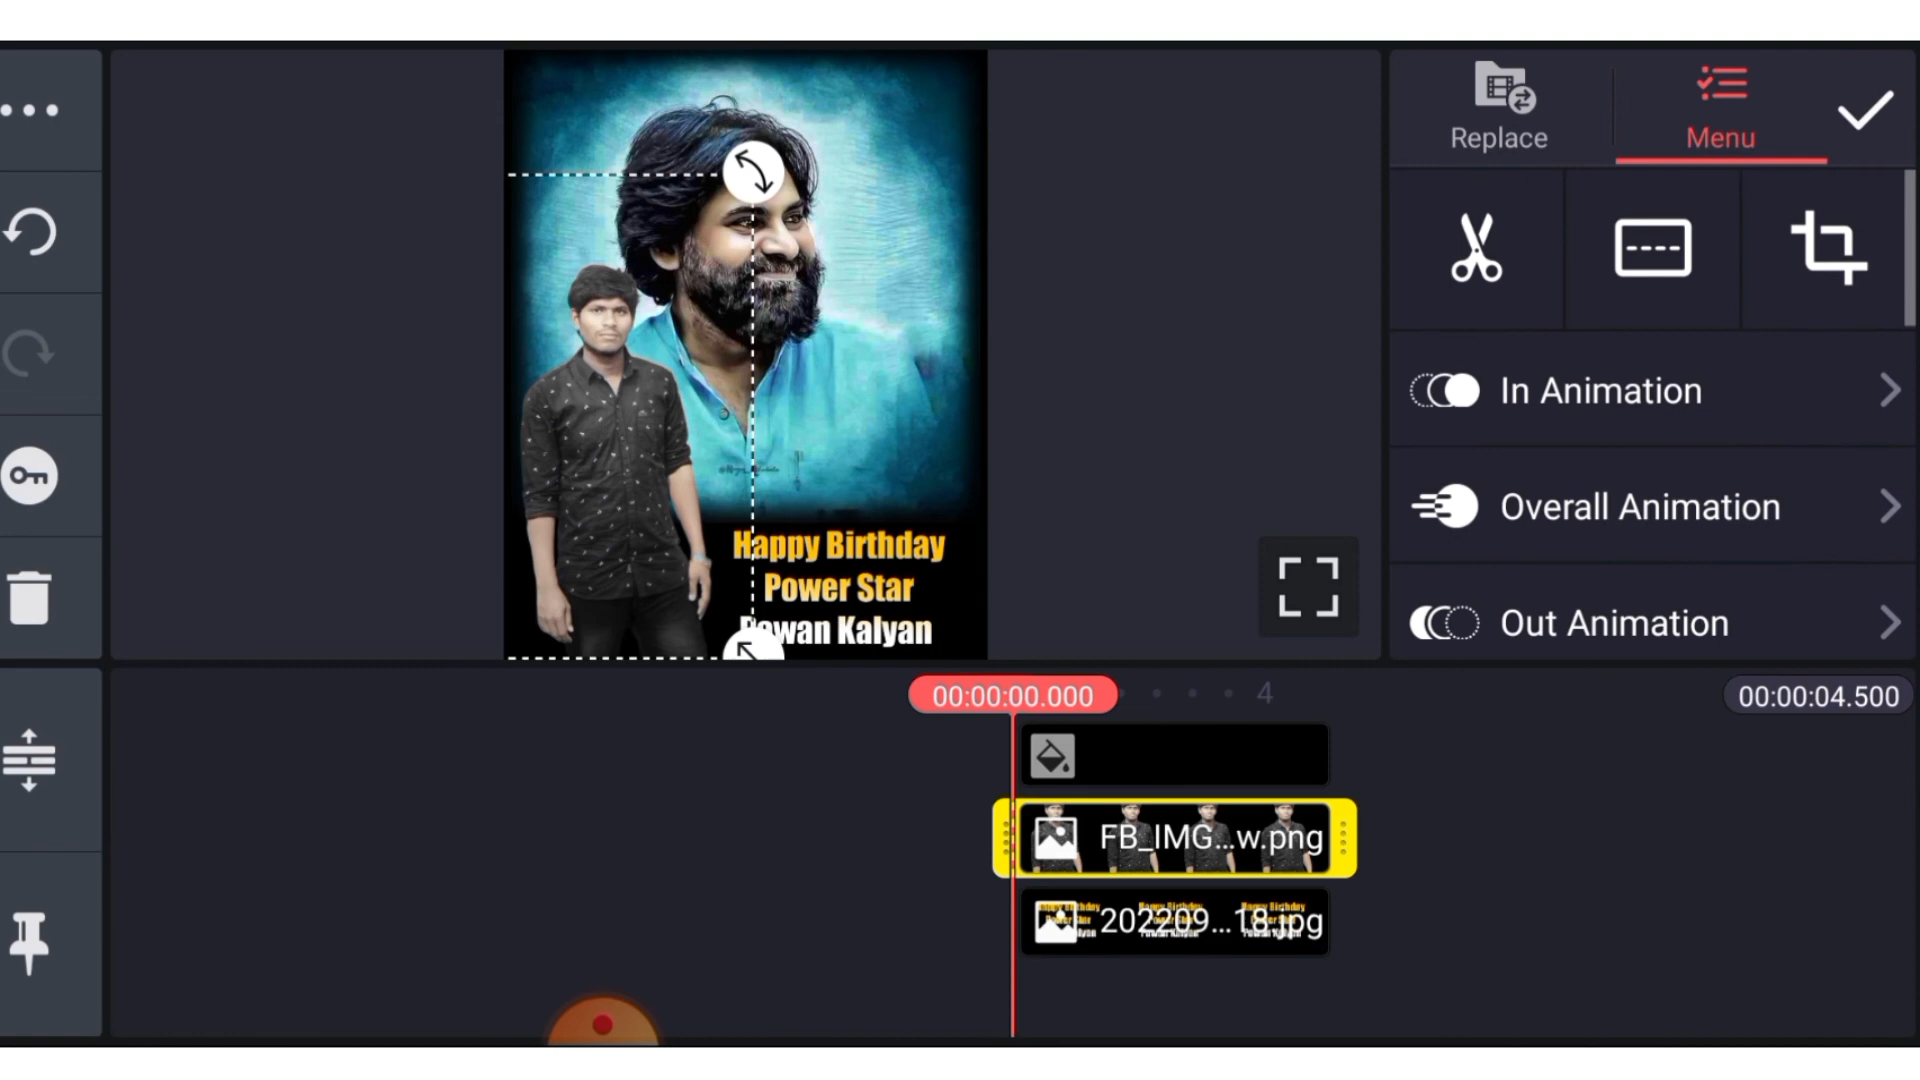 Replace
Menu
In Animation
Overall Animation
Out Animation
Happy Birthday
Power Star
Pawan Kalyan
00:00:00.000
4
00:00:04.500
FB_IMG...w.png
202209...18.jpg